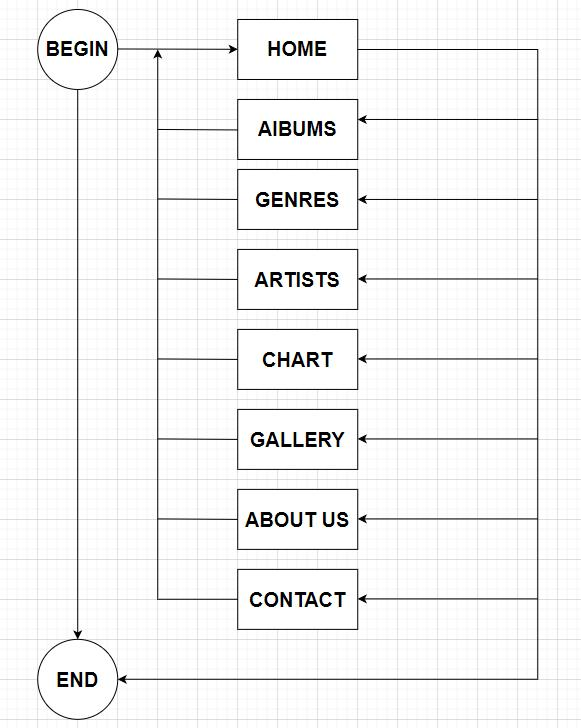 BEGIN
HOME
AIBUMS
GENRES
ARTISTS
CHART
GALLERY
ABOUT US
CONTACT
END